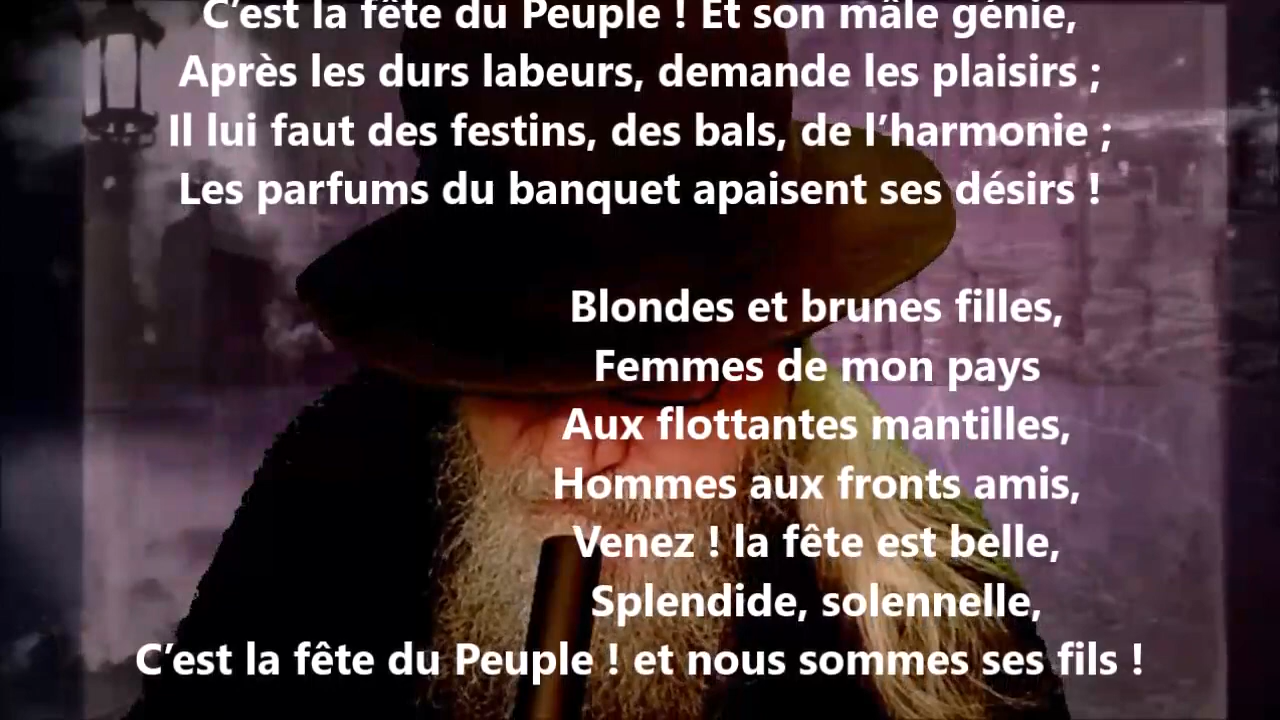 C’est la fête du Peuple ! Et son mâle génie,
Après les durs labeurs, demande les plaisirs ;
Il lui faut des festins, des bals, de l’harmonie ;
Les parfums du banquet apaisent ses désirs !
Blondes et brunes filles,
Femmes de mon pays
Aux flottantes mantilles,
Hommes aux fronts amis,
Venez ! la fête est belle,
Splendide, solennelle,
C’est la fête du Peuple ! et nous sommes ses fils !